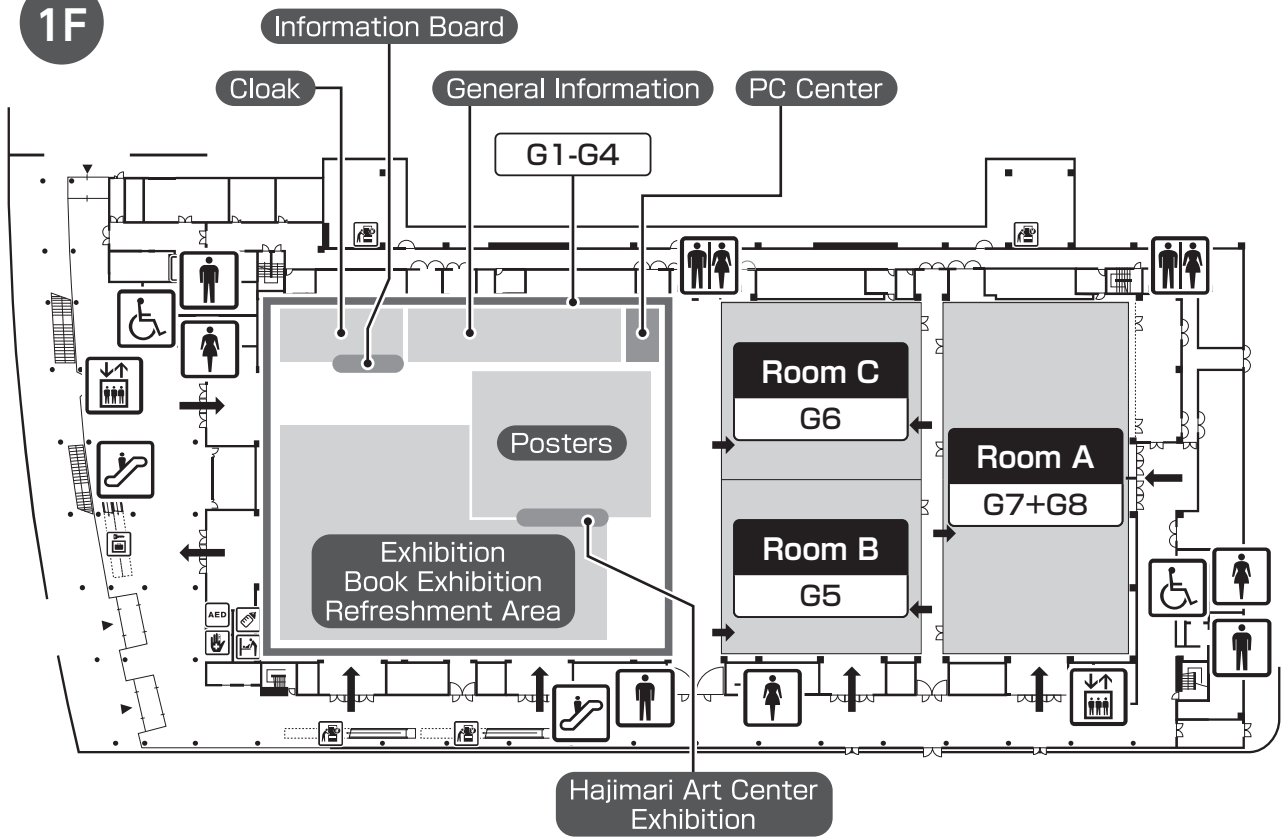 1F
Information Board
Cloak
General Information
PC Center
G1-G4
Room C
G6
Posters
Room A
G7+G8
Room B
G5
Exhibition
Book Exhibition
Refreshment Area
AED
Hajimari Art Center
Exhibition